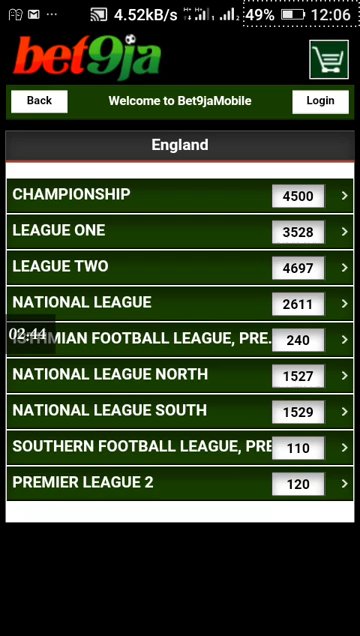 4.52kB/s 49% 12:06
bet9ja
Back Welcome to Bet9jaMobile Login
England
CHAMPIONSHIP 4500
LEAGUE ONE 3528
LEAGUE TWO 4697
NATIONAL LEAGUE 2611
02:44
FOOTBALL LEAGUE, PRE. 240
NATIONAL LEAGUE NORTH 1527
NATIONAL LEAGUE SOUTH 1529
SOUTHERN FOOTBALL LEAGUE, PRE 110
PREMIER LEAGUE 2 120